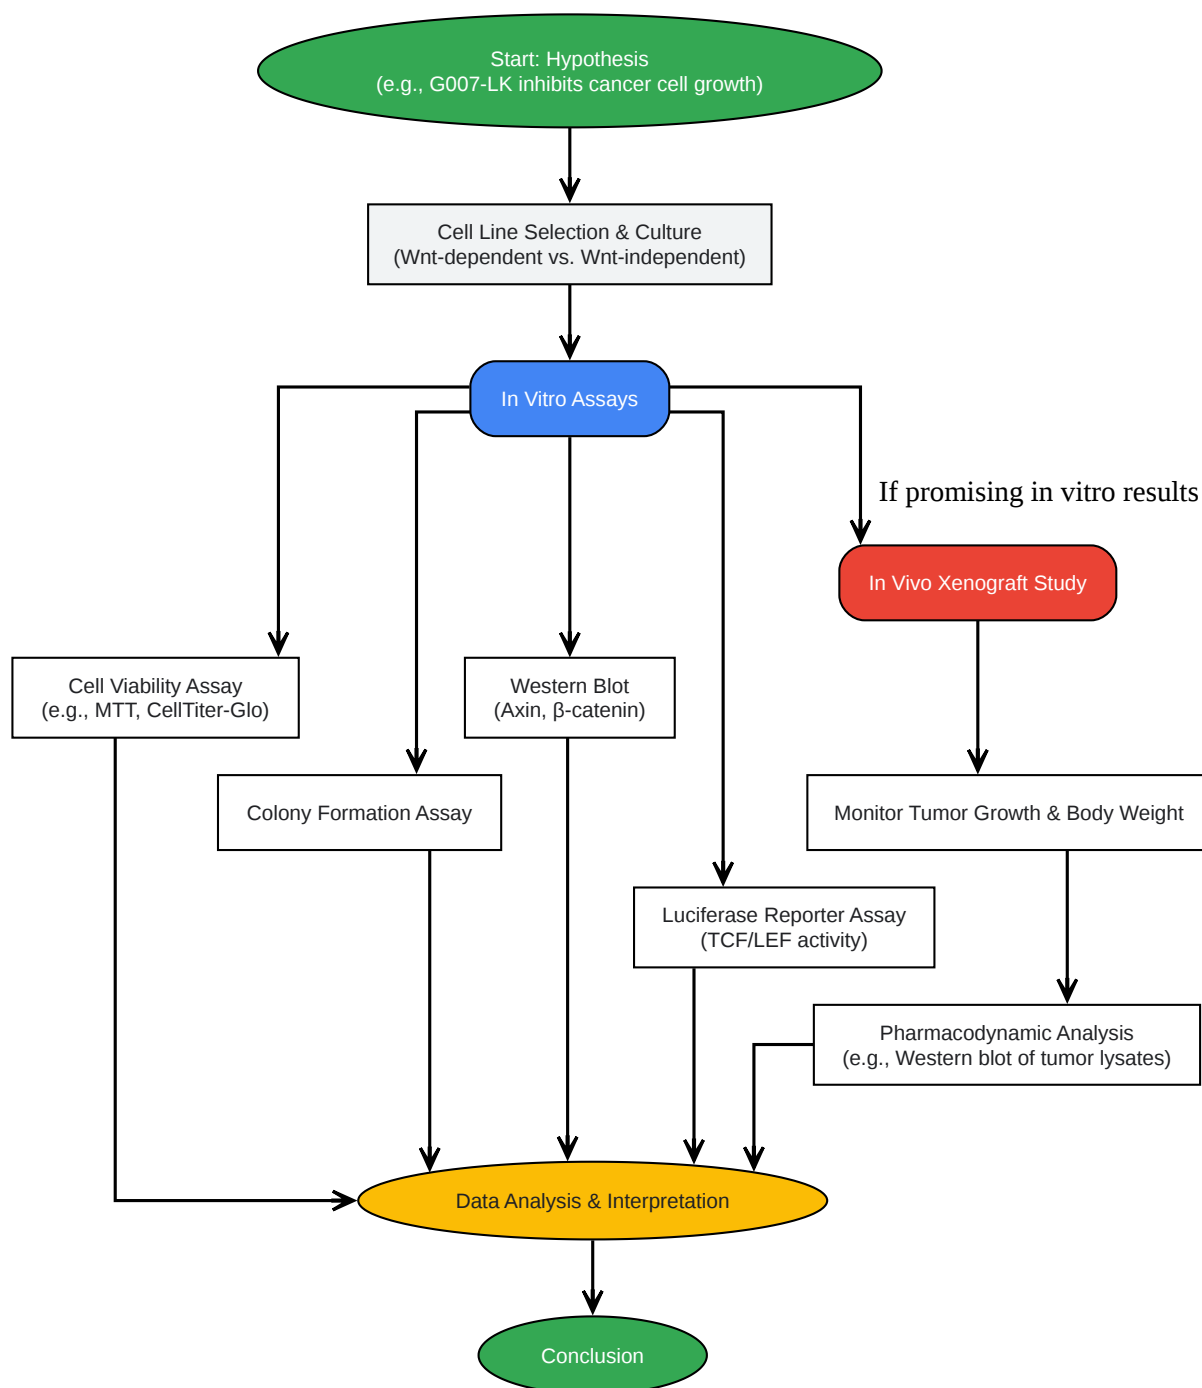 Start: Hypothesis
(e.g., G007-LK inhibits cancer cell growth)
Cell Line Selection & Culture
(Wnt-dependent vs. Wnt-independent)
In Vitro Assays
If promising in vitro results
In Vivo Xenograft Study
Cell Viability Assay
(e.g., MTT, CellTiter-Glo)
Western Blot
(Axin, β-catenin)
Colony Formation Assay
Monitor Tumor Growth & Body Weight
Luciferase Reporter Assay
(TCF/LEF activity)
Pharmacodynamic Analysis
(e.g., Western blot of tumor lysates)
Data Analysis & Interpretation
Conclusion